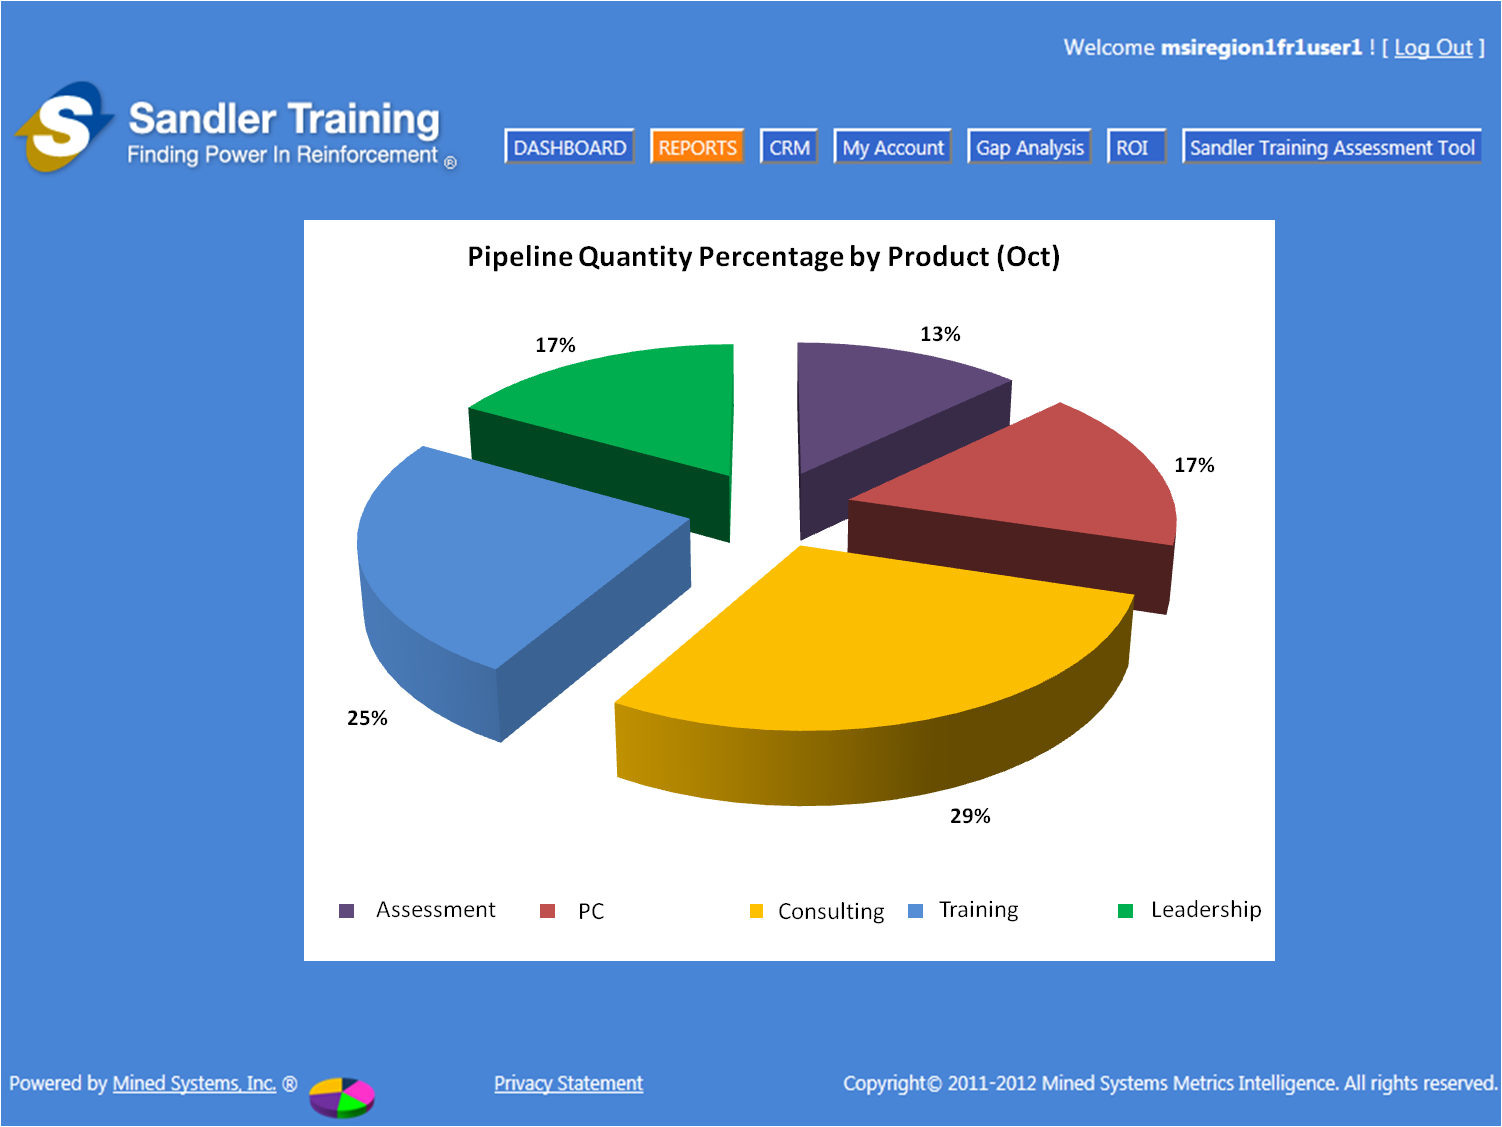 Welcome msiregion1fr1user1 ! [ Log Out ]
S
Sandler Training
Finding Power In Reinforcement ®
DASHBOARD REPORTS CRM My Account Gap Analysis ROI Sandler Training Assessment Tool
Pipeline Quantity Percentage by Product (Oct)
13%
17%
17%
25%
29%
Assessment PC Consulting Training Leadership
Powered by Mined Systems, Inc. ® Privacy Statement Copyright© 2011-2012 Mined Systems Metrics Intelligence. All rights reserved.